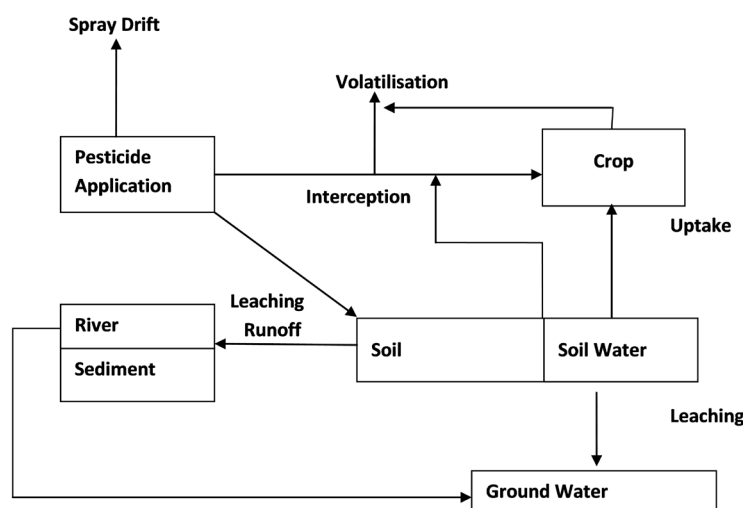 Spray Drift
Volatilisation
Pesticide
Application
Crop
Interception
Uptake
Leaching
Runoff
River
Sediment
Soil
Soil Water
Leaching
Ground Water